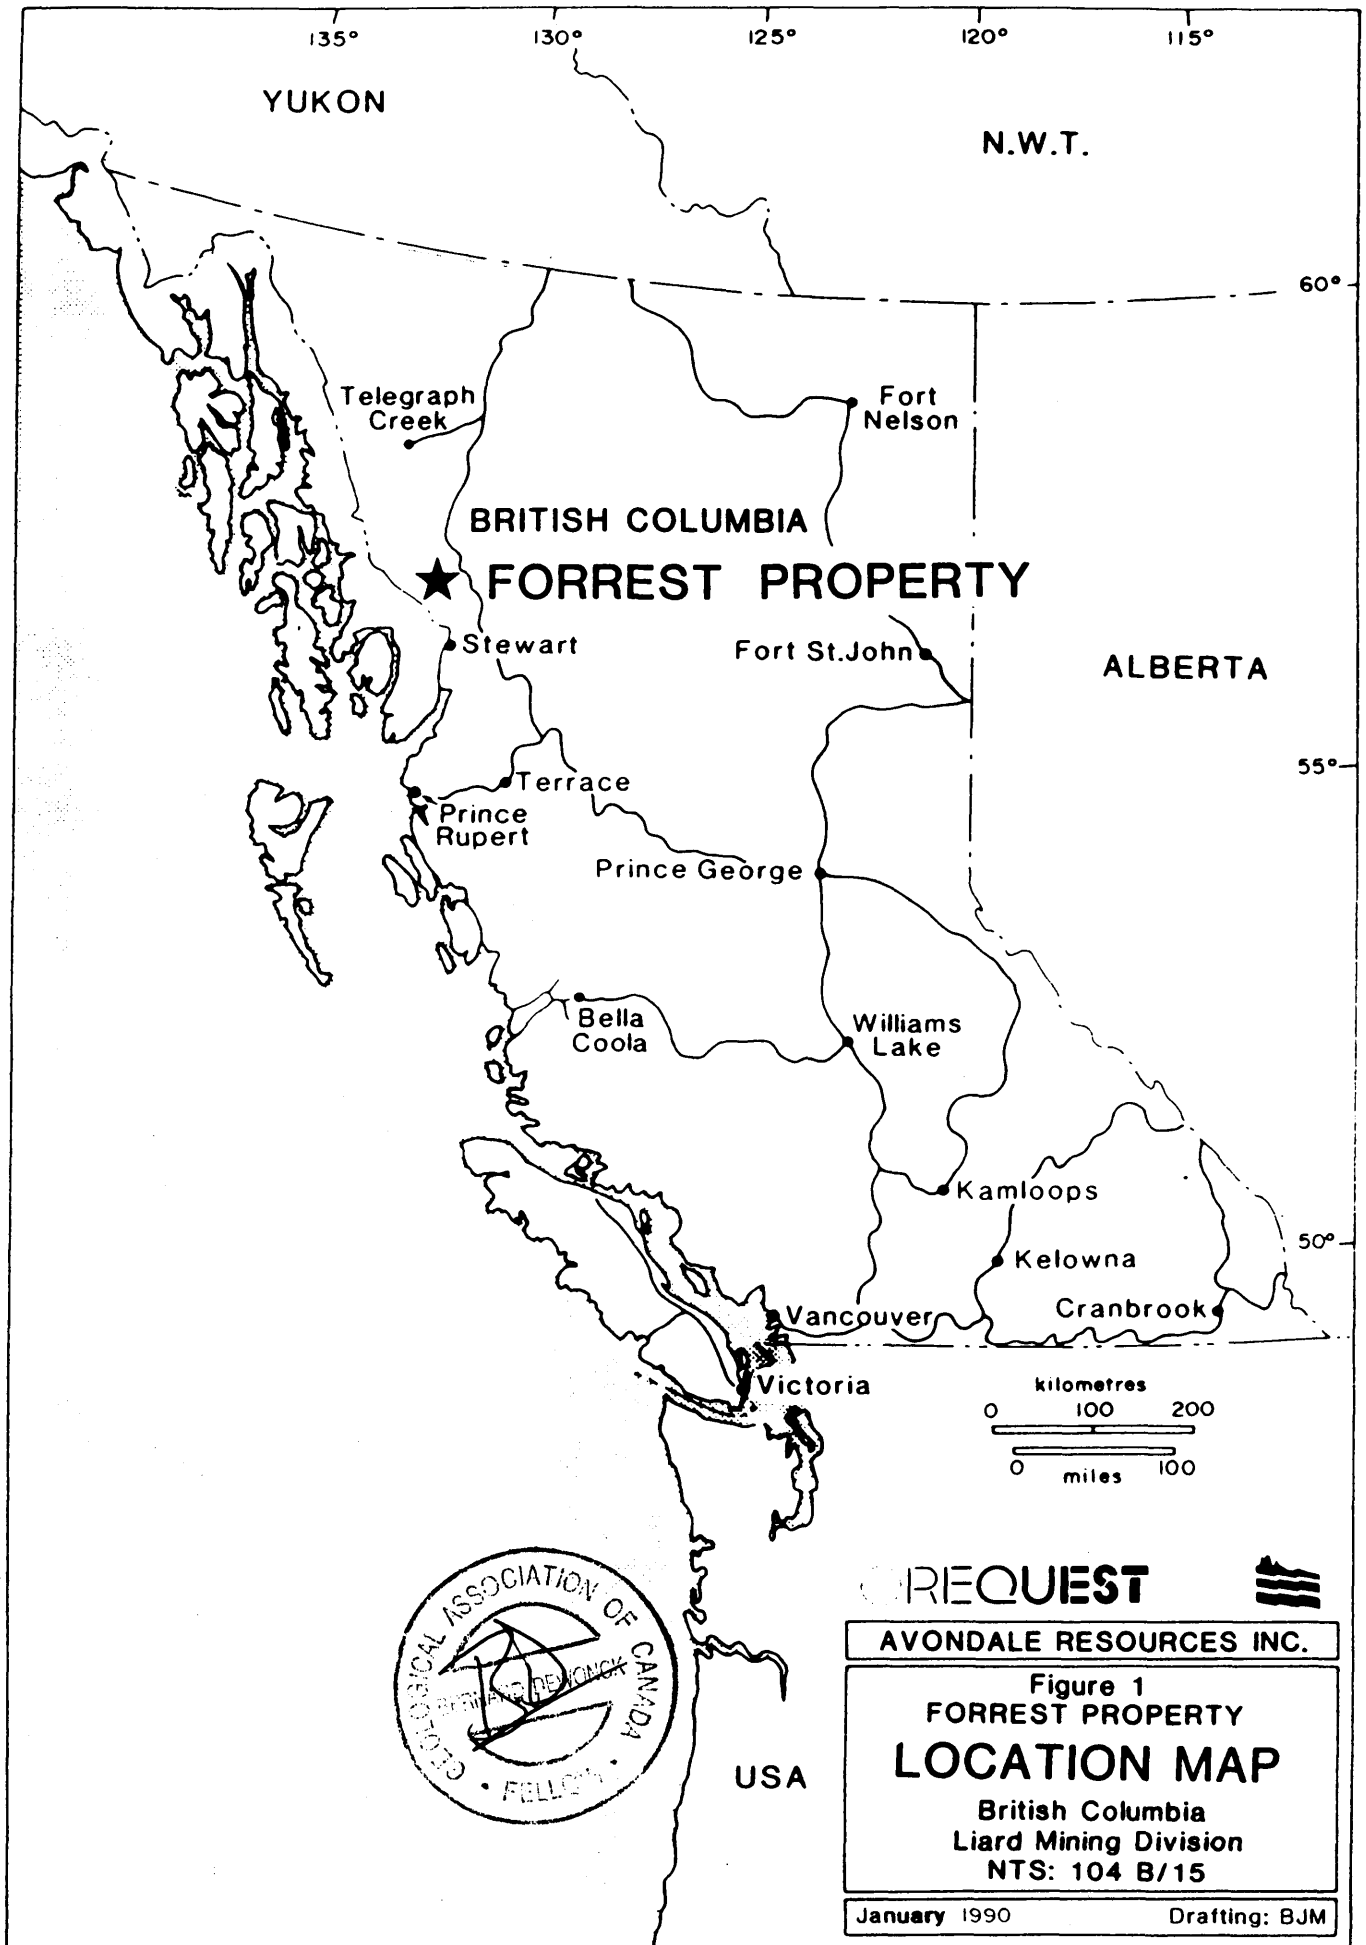 135° 130° 125° 120° 115°
YUKON
N.W.T.
60°
Telegraph
Creek
Fort
Nelson
BRITISH COLUMBIA
FORREST PROPERTY
Stewart
Fort St.John
ALBERTA
55°
Terrace
Prince
Rupert
Prince George
Bella
Coola
Williams
Lake
Kamloops
50°
Kelowna
Cranbrook
Vancouver
Victoria
kilometres
0 100 200
0 100
miles
GEOLOGICAL ASSOCIATION OF CANADA
BERNARD DEWONCK
• FELLOW •
USA
OREQUEST
AVONDALE RESOURCES INC.
Figure 1
FORREST PROPERTY
LOCATION MAP
British Columbia
Liard Mining Division
NTS: 104 B/15
January 1990 Drafting: BJM